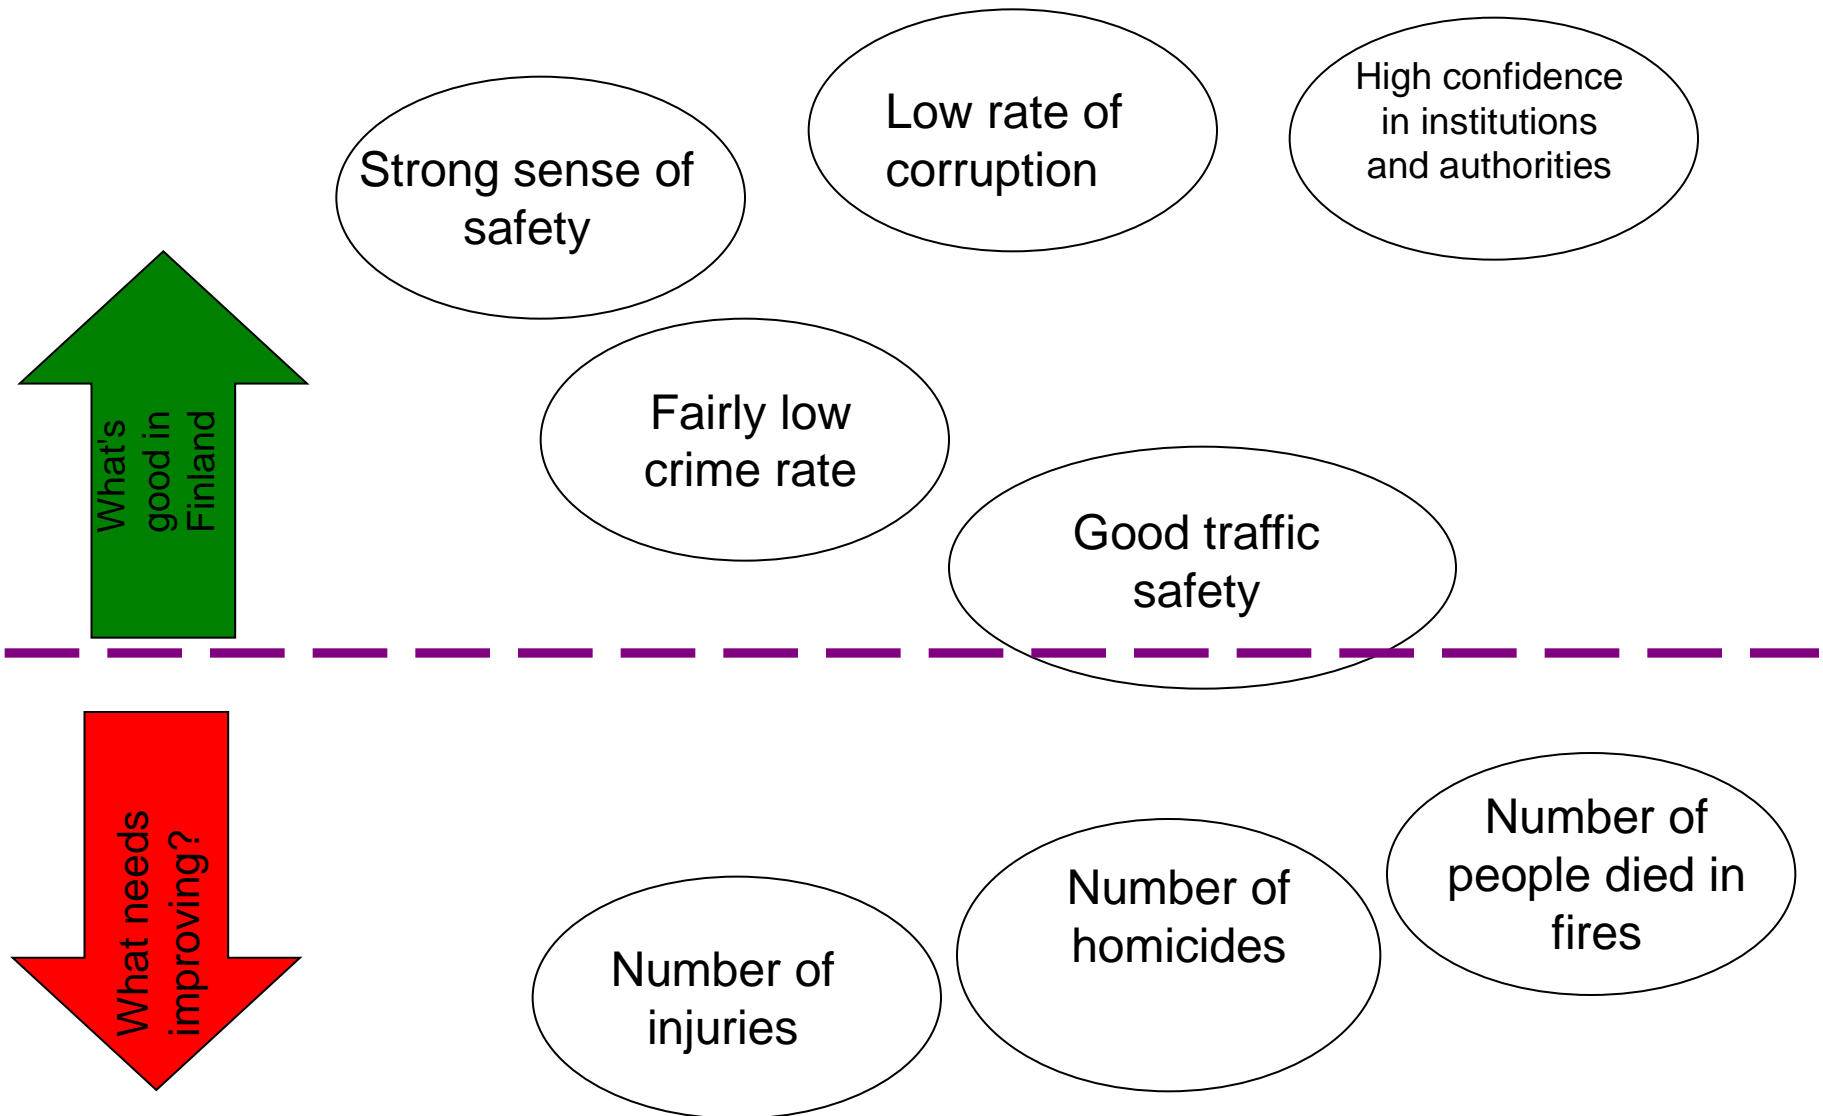 Strong sense of
safety
Low rate of
corruption
High confidence
in institutions
and authorities
What's
good in
Finland
Fairly low
crime rate
Good traffic
safety
What needs
improving?
Number of
injuries
Number of
homicides
Number of
people died in
fires